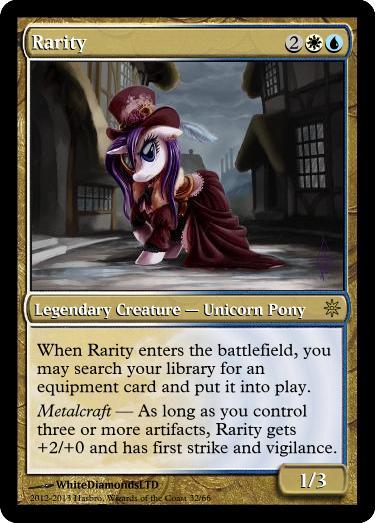 Rarity 2
Legendary Creature — Unicorn Pony
When Rarity enters the battlefield, you
may search your library for an
equipment card and put it into play.
Metalcraft — As long as you control
three or more artifacts, Rarity gets
+2/+0 and has first strike and vigilance.
1/3
WhiteDiamondsLTD
2012-2013 Hasbro, Wizards of the Coast 32/66